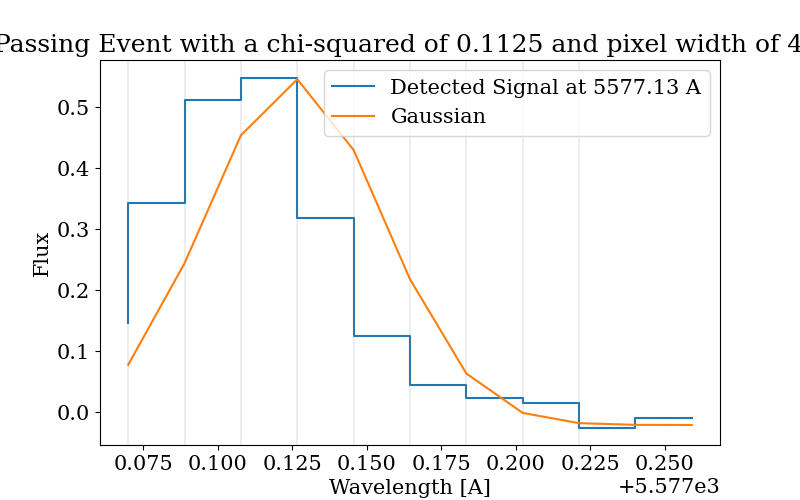 Passing Event with a chi-squared of 0.1125 and pixel width of 4
Detected Signal at 5577.13 A
Gaussian
Flux
0.5
0.4
0.3
0.2
0.1
0.0
0.075 0.100 0.125 0.150 0.175 0.200 0.225 0.250
Wavelength [A]
+5.577e3